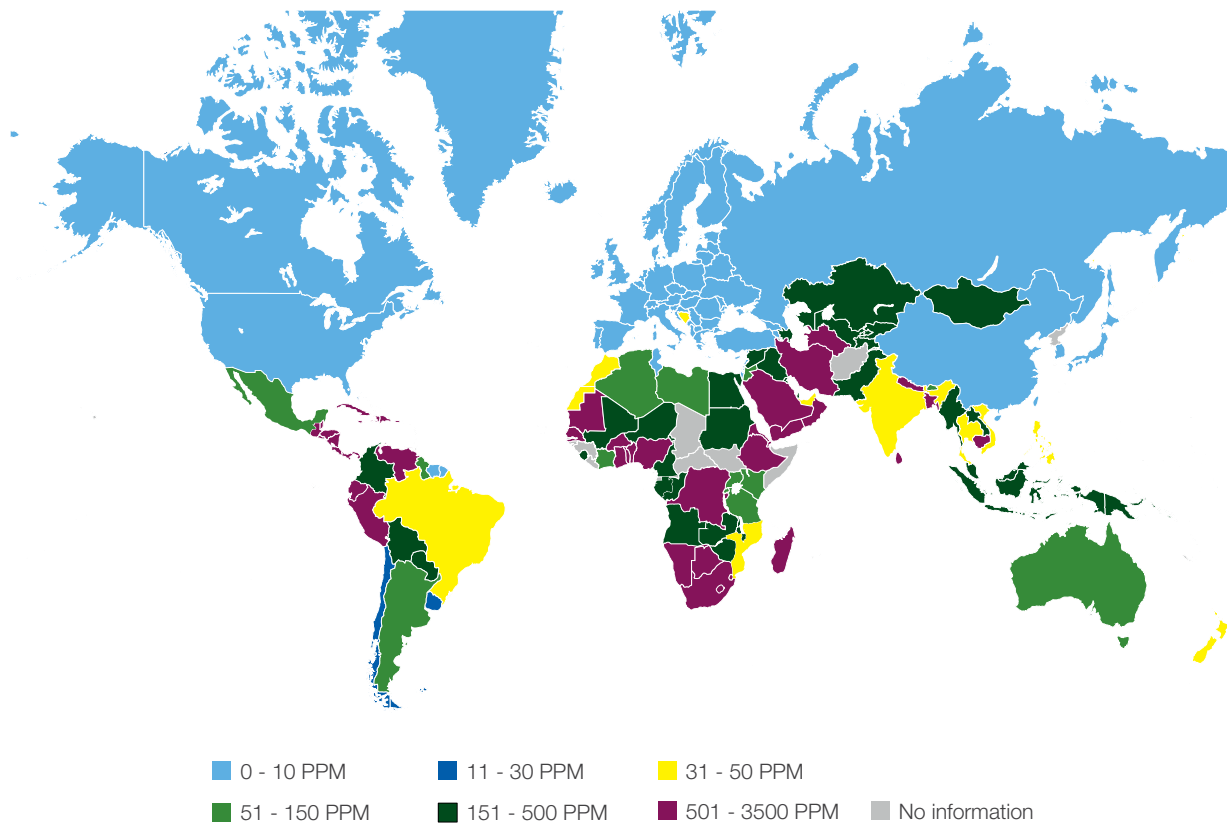 0 - 10 PPM
11 - 30 PPM
31 - 50 PPM
51 - 150 PPM
151 - 500 PPM
501 - 3500 PPM
No information